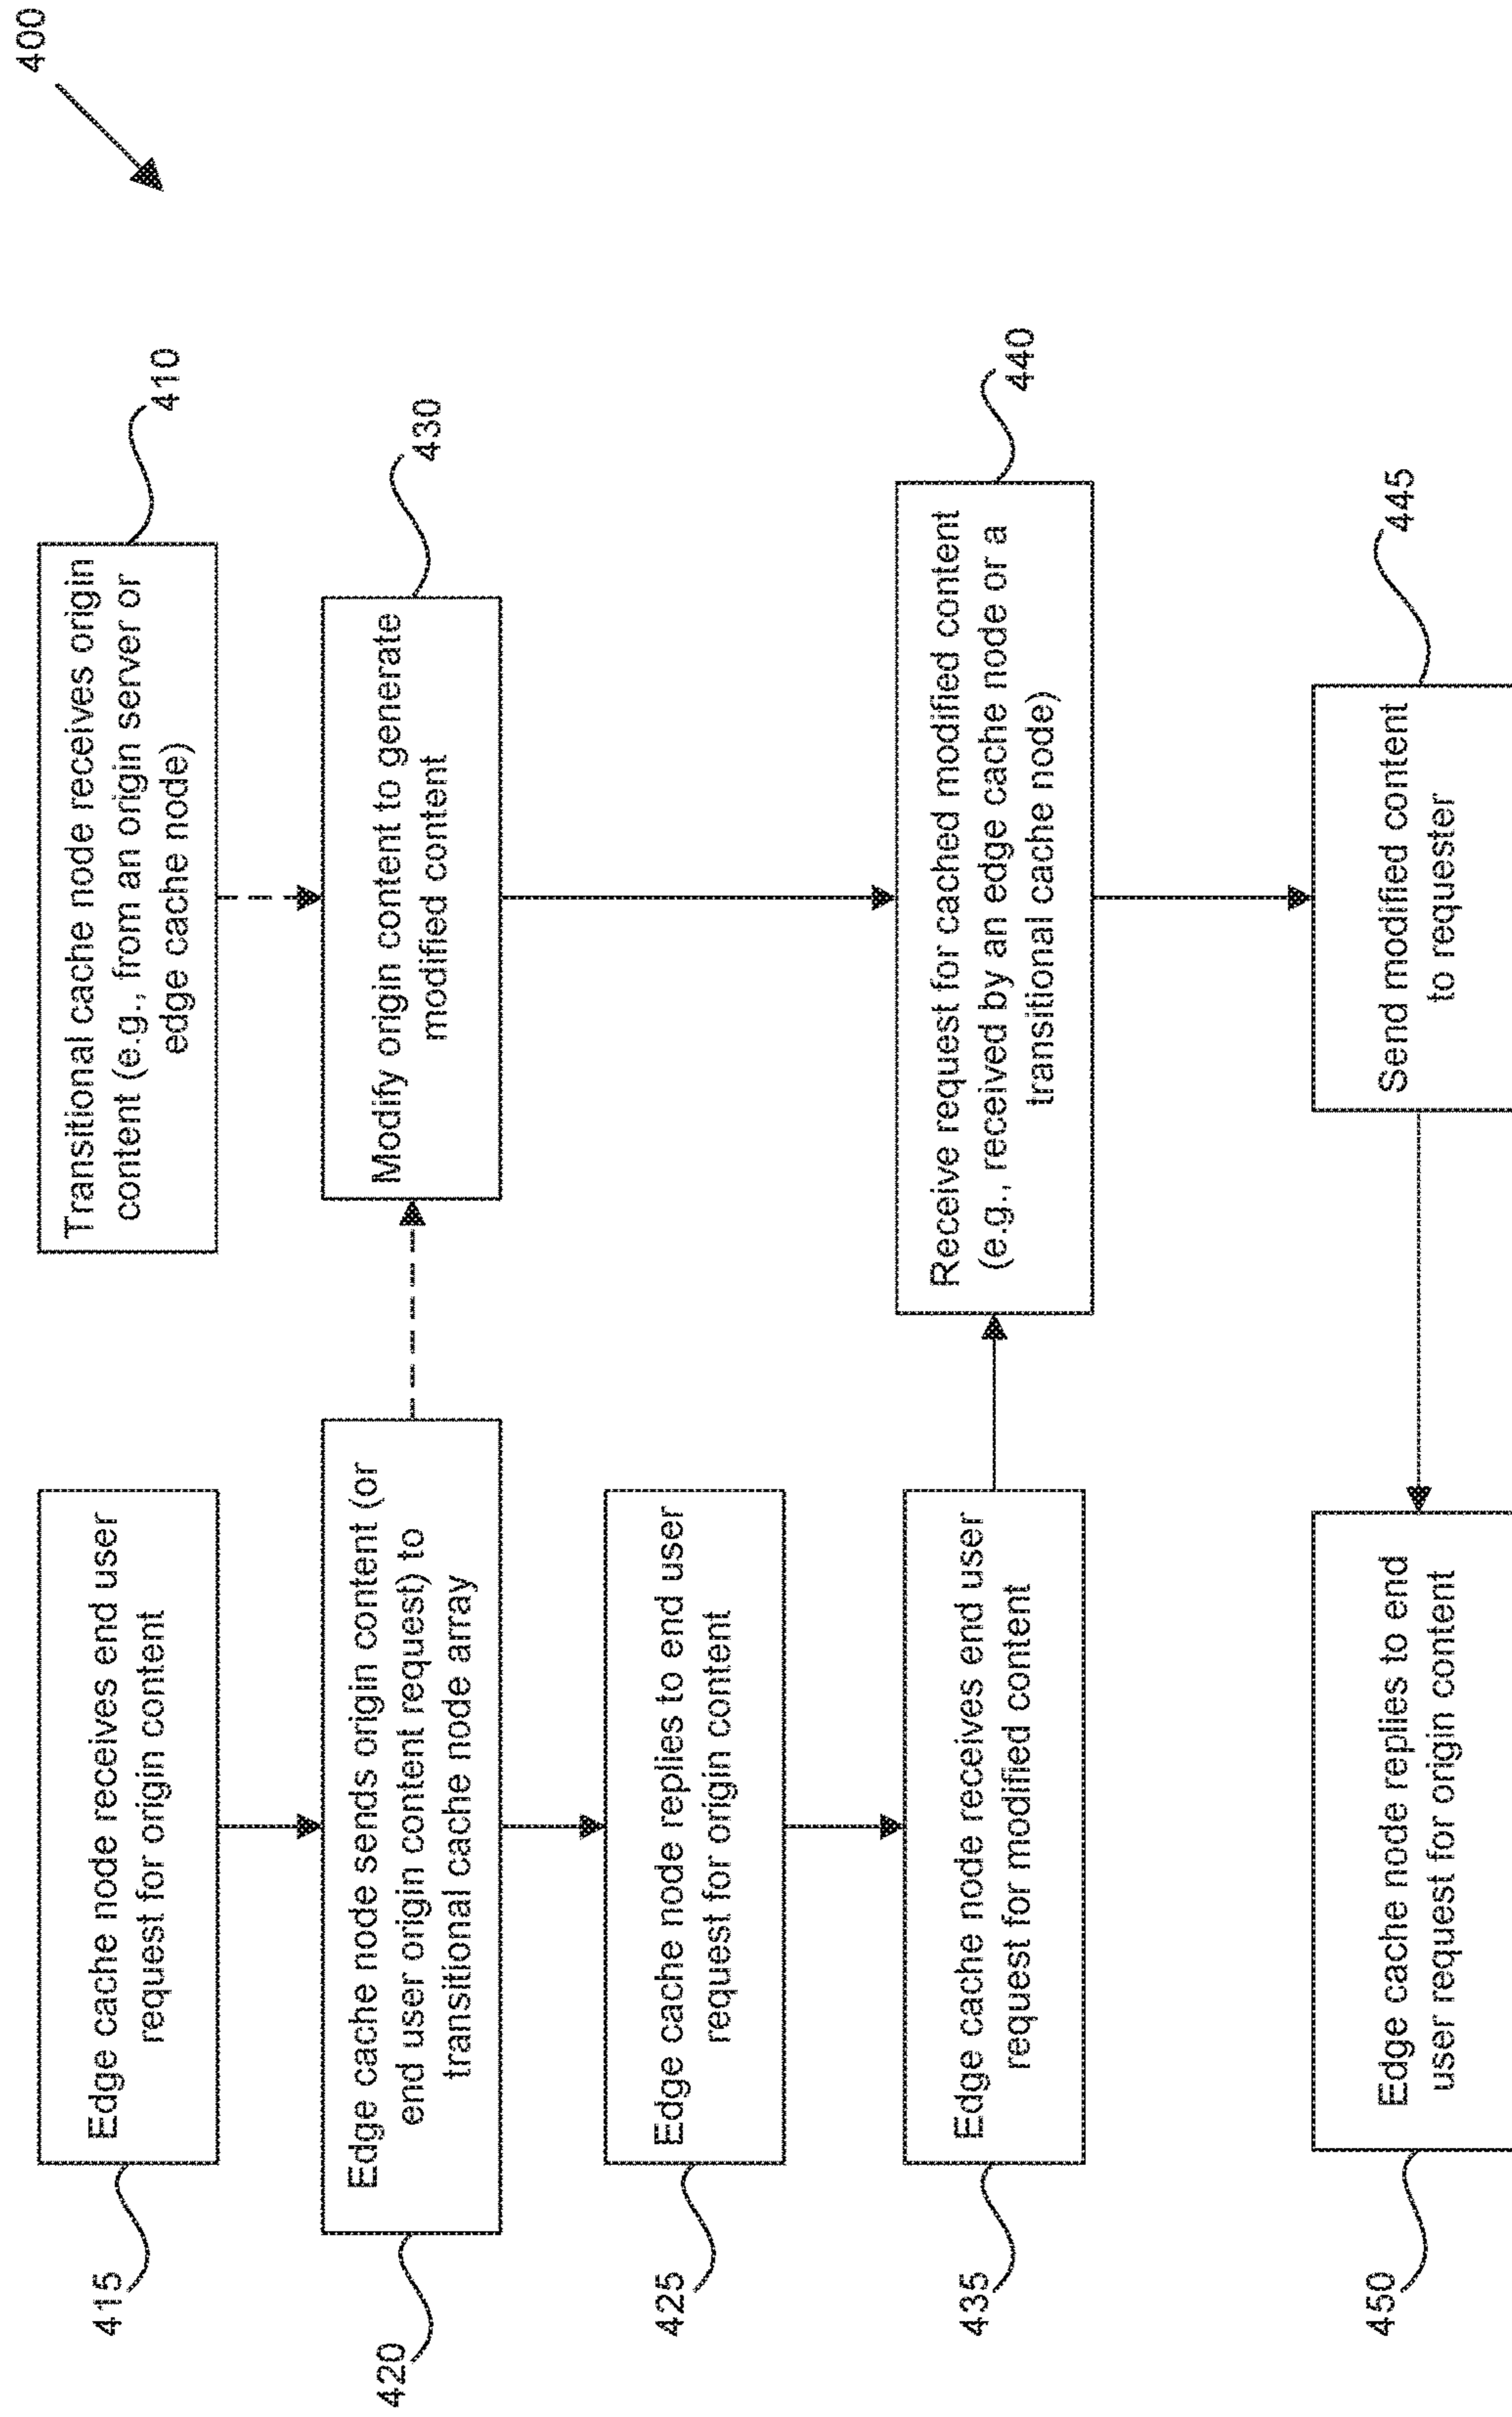 400
Transitional cache node receives origin
content (e.g., from an origin server or
edge cache node)
410
415
Edge cache node receives end user
request for origin content
420
Edge cache node sends origin content (or
end user origin content request) to
transitional cache node array
Modify origin content to generate
modified content
430
425
Edge cache node replies to end user
request for origin content
435
Edge cache node receives end user
request for modified content
Receive request for cached modified content
(e.g., received by an edge cache node or a
transitional cache node)
440
Send modified content
to requester
445
450
Edge cache node replies to end
user request for origin content